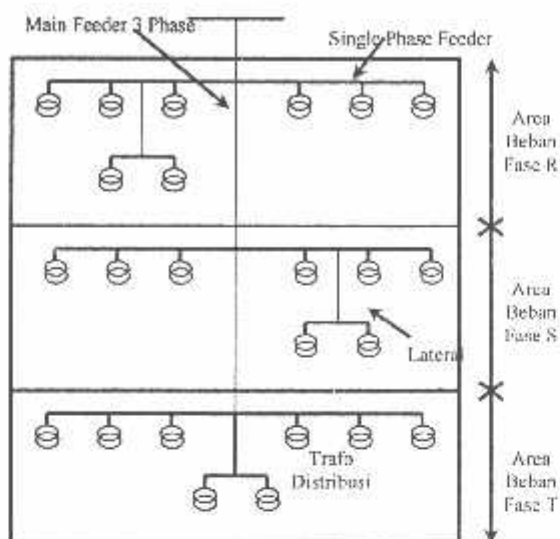 Main Feeder 3 Phase
Single Phase Feeder
Area
Beban
Fase R
Area
Beban
Fase S
Lateral
Trafo
Distribusi
Area
Beban
Fase T